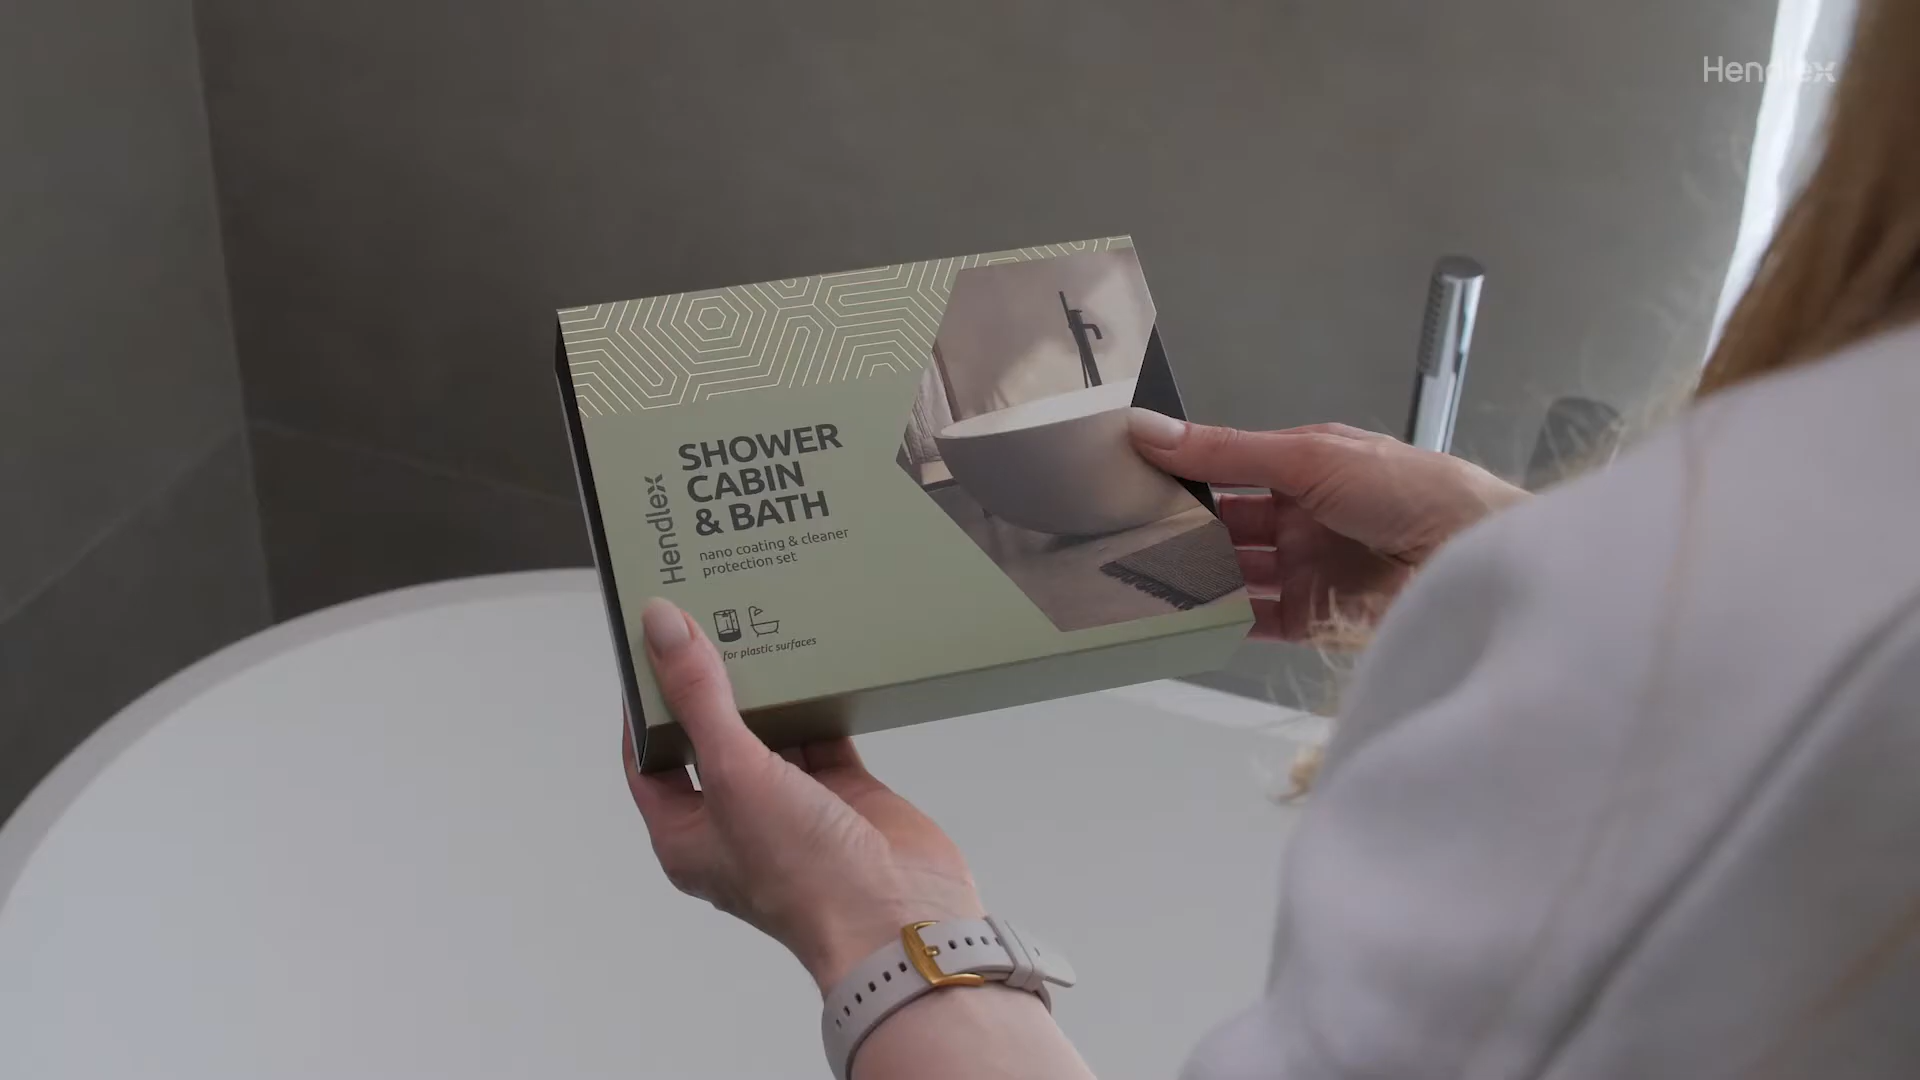 Hendlex
Hendlex
SHOWER
CABIN
& BATH
nano coating & cleaner
protection set
for plastic surfaces